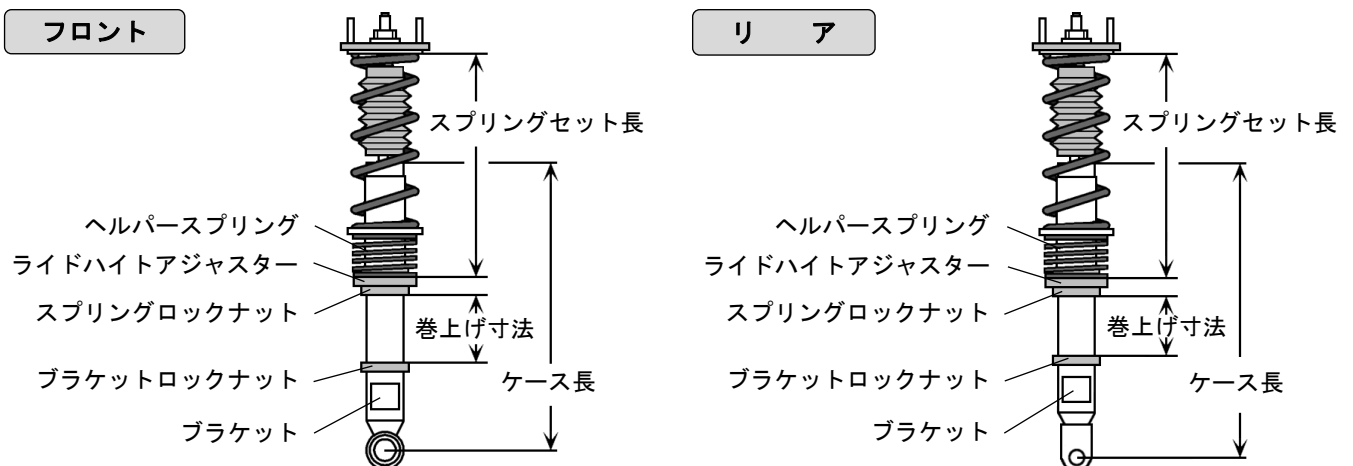 フロント
スプリングセット長
ヘルパースプリング
ライドハイトアジャスター
スプリングロックナット
巻上げ寸法
ブラケットロックナット
ケース長
ブラケット
リ　ア
スプリングセット長
ヘルパースプリング
ライドハイトアジャスター
スプリングロックナット
巻上げ寸法
ブラケットロックナット
ケース長
ブラケット